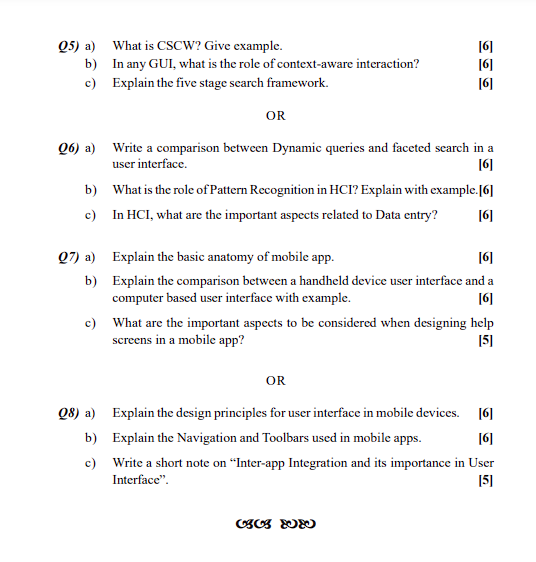 Q5) a) What is CSCW? Give example. [6]
b) In any GUI, what is the role of context-aware interaction? [6]
c) Explain the five stage search framework. [6]
OR
Q6) a) Write a comparison between Dynamic queries and faceted search in a
user interface. [6]
b) What is the role of Pattern Recognition in HCI? Explain with example.[6]
c) In HCI, what are the important aspects related to Data entry? [6]
Q7) a) Explain the basic anatomy of mobile app. [6]
b) Explain the comparison between a handheld device user interface and a
computer based user interface with example. [6]
c) What are the important aspects to be considered when designing help
screens in a mobile app? [5]
OR
Q8) a) Explain the design principles for user interface in mobile devices. [6]
b) Explain the Navigation and Toolbars used in mobile apps. [6]
c) Write a short note on “Inter-app Integration and its importance in User
Interface”. [5]